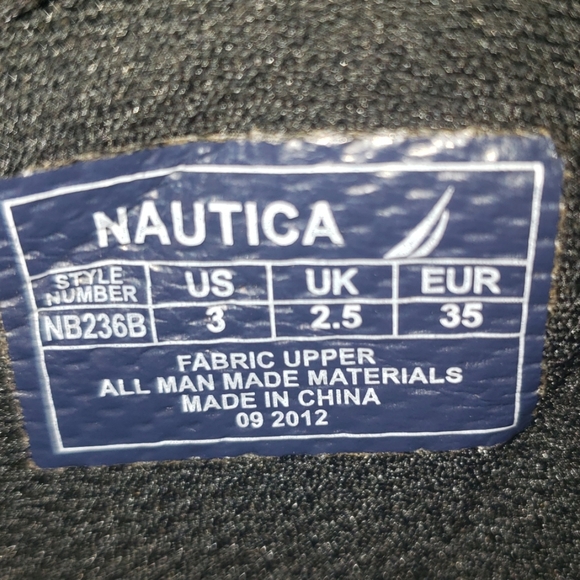 NAUTICA
STYLE NUMBER US UK EUR
NB236B 3 2.5 35
FABRIC UPPER
ALL MAN MADE MATERIALS
MADE IN CHINA
09 2012